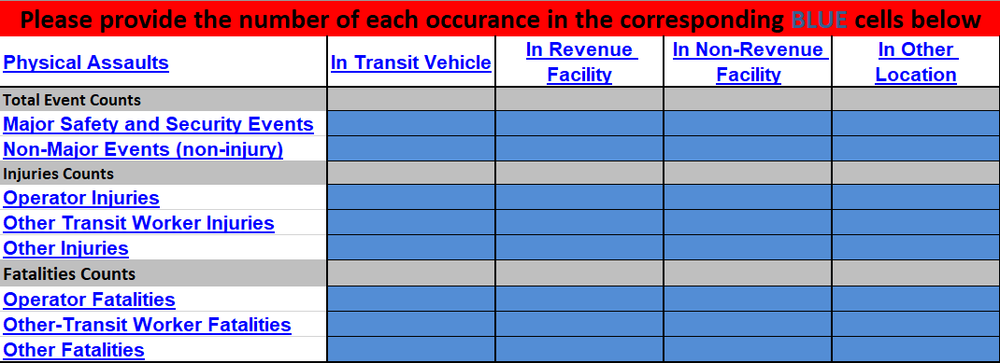 Please provide the number of each occurance in the corresponding BLUE cells below
Physical Assaults
In Transit Vehicle
In Revenue
Facility
In Non-Revenue
Facility
In Other
Location
Total Event Counts
Major Safety and Security Events
Non-Major Events (non-injury)
Injuries Counts
Operator Injuries
Other Transit Worker Injuries
Other Injuries
Fatalities Counts
Operator Fatalities
Other-Transit Worker Fatalities
Other Fatalities